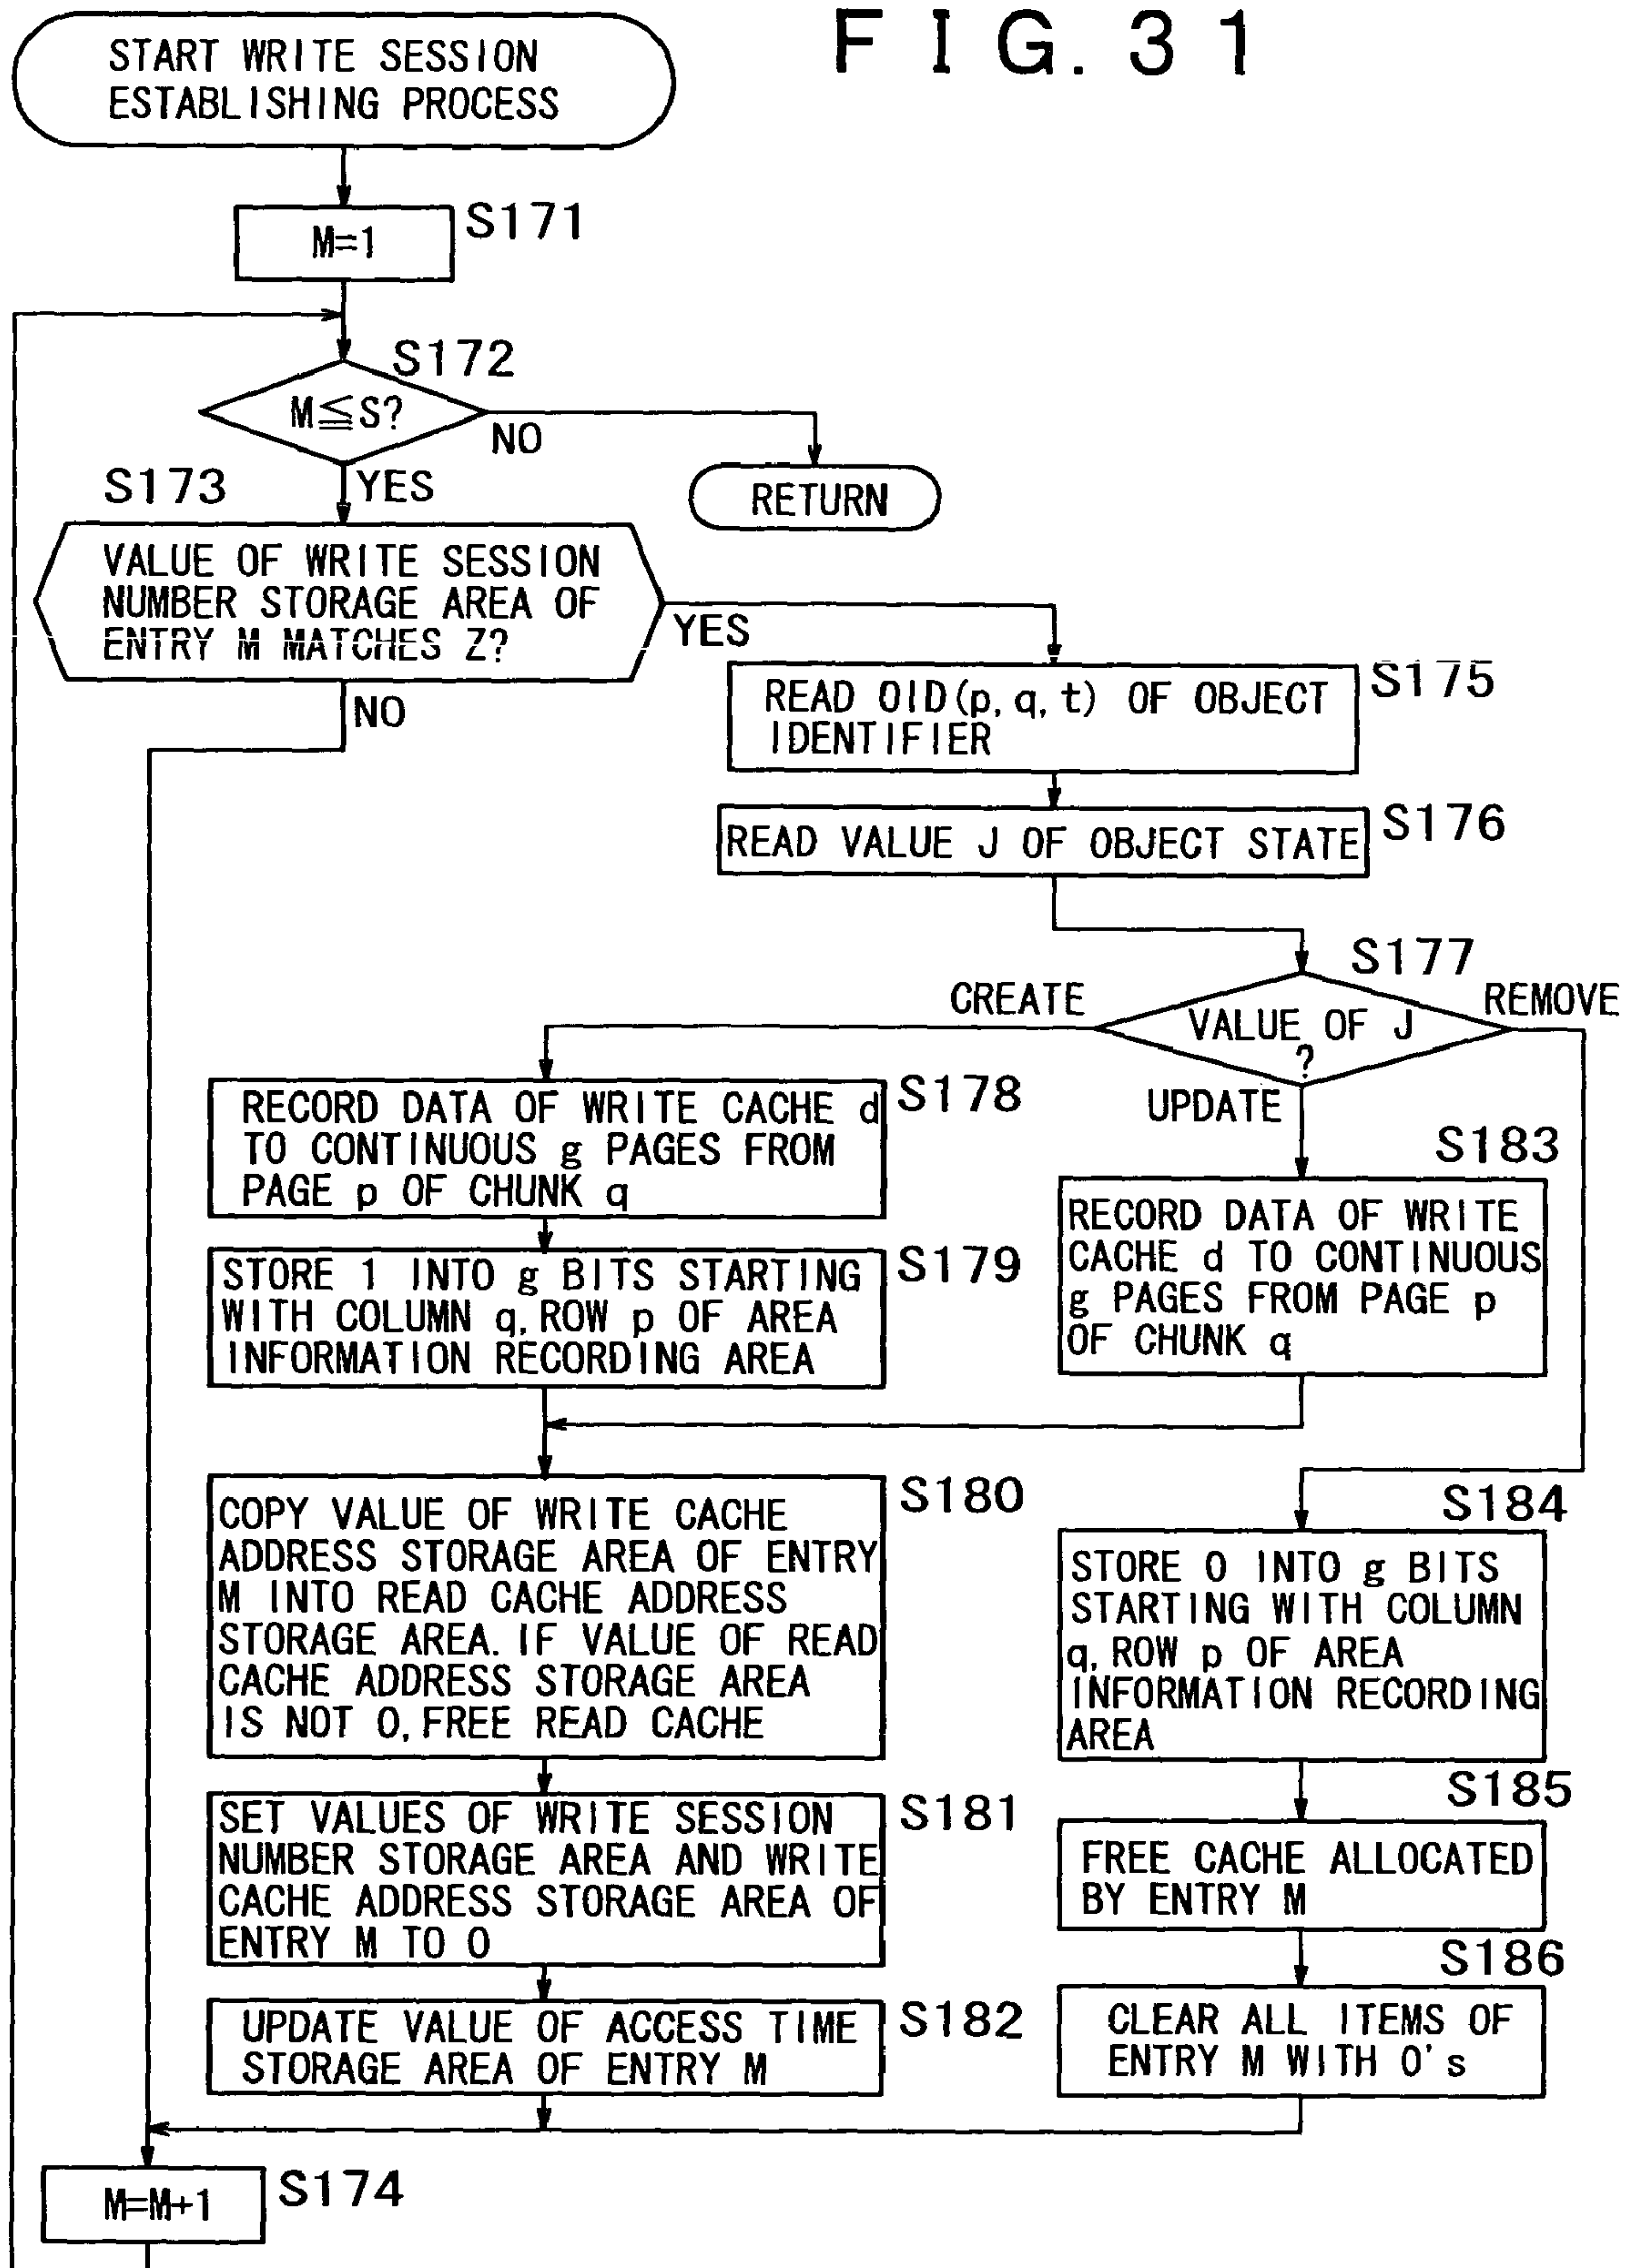 FIG. 31
START WRITE SESSION
ESTABLISHING PROCESS
M=1
S171
S172
M≦S?
NO
YES
RETURN
S173
VALUE OF WRITE SESSION
NUMBER STORAGE AREA OF
ENTRY M MATCHES Z?
YES
NO
S175
READ OID(p,q,t) OF OBJECT
IDENTIFIER
S176
READ VALUE J OF OBJECT STATE
S177
VALUE OF J
?
CREATE
REMOVE
UPDATE
S178
RECORD DATA OF WRITE CACHE d
TO CONTINUOUS g PAGES FROM
PAGE p OF CHUNK q
S179
STORE 1 INTO g BITS STARTING
WITH COLUMN q, ROW p OF AREA
INFORMATION RECORDING AREA
S183
RECORD DATA OF WRITE
CACHE d TO CONTINUOUS
g PAGES FROM PAGE p
OF CHUNK q
S180
COPY VALUE OF WRITE CACHE
ADDRESS STORAGE AREA OF ENTRY
M INTO READ CACHE ADDRESS
STORAGE AREA. IF VALUE OF READ
CACHE ADDRESS STORAGE AREA
IS NOT 0, FREE READ CACHE
S184
STORE 0 INTO g BITS
STARTING WITH COLUMN
q, ROW p OF AREA
INFORMATION RECORDING
AREA
S181
SET VALUES OF WRITE SESSION
NUMBER STORAGE AREA AND WRITE
CACHE ADDRESS STORAGE AREA OF
ENTRY M TO 0
S185
FREE CACHE ALLOCATED
BY ENTRY M
S182
UPDATE VALUE OF ACCESS TIME
STORAGE AREA OF ENTRY M
S186
CLEAR ALL ITEMS OF
ENTRY M WITH 0's
M=M+1
S174